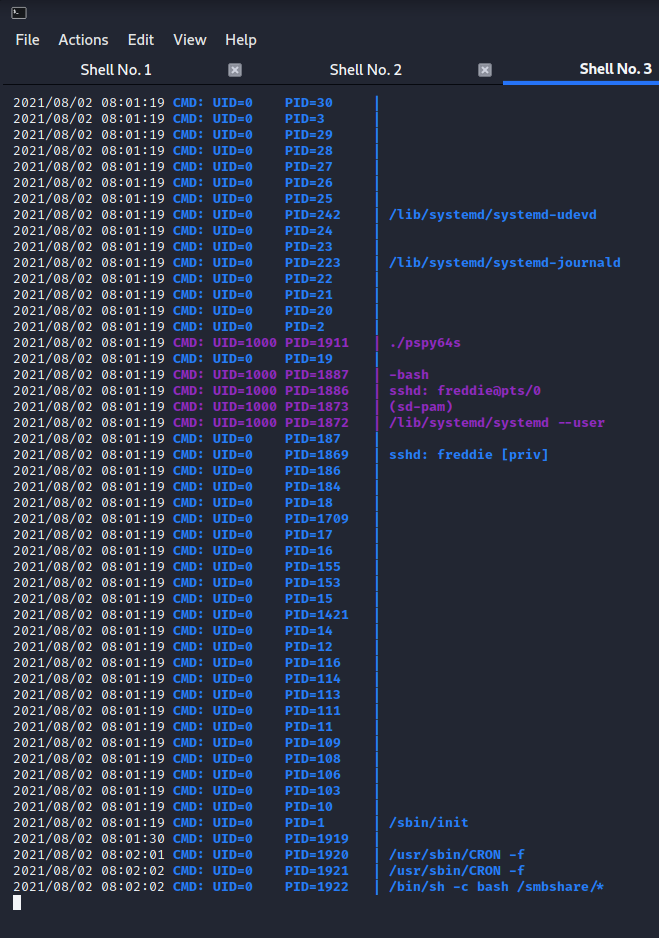 File Actions Edit View Help
Shell No. 1 Shell No. 2 Shell No. 3
2021/08/02 08:01:19 CMD: UID=0 PID=30 |
2021/08/02 08:01:19 CMD: UID=0 PID=3 |
2021/08/02 08:01:19 CMD: UID=0 PID=29 |
2021/08/02 08:01:19 CMD: UID=0 PID=28 |
2021/08/02 08:01:19 CMD: UID=0 PID=27 |
2021/08/02 08:01:19 CMD: UID=0 PID=26 |
2021/08/02 08:01:19 CMD: UID=0 PID=25 |
2021/08/02 08:01:19 CMD: UID=0 PID=242 | /lib/systemd/systemd-udevd
2021/08/02 08:01:19 CMD: UID=0 PID=24 |
2021/08/02 08:01:19 CMD: UID=0 PID=23 |
2021/08/02 08:01:19 CMD: UID=0 PID=223 | /lib/systemd/systemd-journald
2021/08/02 08:01:19 CMD: UID=0 PID=22 |
2021/08/02 08:01:19 CMD: UID=0 PID=21 |
2021/08/02 08:01:19 CMD: UID=0 PID=20 |
2021/08/02 08:01:19 CMD: UID=0 PID=2 |
2021/08/02 08:01:19 CMD: UID=1000 PID=1911 | ./pspy64s
2021/08/02 08:01:19 CMD: UID=0 PID=19 |
2021/08/02 08:01:19 CMD: UID=1000 PID=1887 | -bash
2021/08/02 08:01:19 CMD: UID=1000 PID=1886 | sshd: freddie@pts/0
2021/08/02 08:01:19 CMD: UID=1000 PID=1873 | (sd-pam)
2021/08/02 08:01:19 CMD: UID=1000 PID=1872 | /lib/systemd/systemd --user
2021/08/02 08:01:19 CMD: UID=0 PID=187 |
2021/08/02 08:01:19 CMD: UID=0 PID=1869 | sshd: freddie [priv]
2021/08/02 08:01:19 CMD: UID=0 PID=186 |
2021/08/02 08:01:19 CMD: UID=0 PID=184 |
2021/08/02 08:01:19 CMD: UID=0 PID=18 |
2021/08/02 08:01:19 CMD: UID=0 PID=1709 |
2021/08/02 08:01:19 CMD: UID=0 PID=17 |
2021/08/02 08:01:19 CMD: UID=0 PID=16 |
2021/08/02 08:01:19 CMD: UID=0 PID=155 |
2021/08/02 08:01:19 CMD: UID=0 PID=153 |
2021/08/02 08:01:19 CMD: UID=0 PID=15 |
2021/08/02 08:01:19 CMD: UID=0 PID=1421 |
2021/08/02 08:01:19 CMD: UID=0 PID=14 |
2021/08/02 08:01:19 CMD: UID=0 PID=12 |
2021/08/02 08:01:19 CMD: UID=0 PID=116 |
2021/08/02 08:01:19 CMD: UID=0 PID=114 |
2021/08/02 08:01:19 CMD: UID=0 PID=113 |
2021/08/02 08:01:19 CMD: UID=0 PID=111 |
2021/08/02 08:01:19 CMD: UID=0 PID=11 |
2021/08/02 08:01:19 CMD: UID=0 PID=109 |
2021/08/02 08:01:19 CMD: UID=0 PID=108 |
2021/08/02 08:01:19 CMD: UID=0 PID=106 |
2021/08/02 08:01:19 CMD: UID=0 PID=103 |
2021/08/02 08:01:19 CMD: UID=0 PID=10 |
2021/08/02 08:01:19 CMD: UID=0 PID=1 | /sbin/init
2021/08/02 08:01:30 CMD: UID=0 PID=1919 |
2021/08/02 08:02:01 CMD: UID=0 PID=1920 | /usr/sbin/CRON -f
2021/08/02 08:02:02 CMD: UID=0 PID=1921 | /usr/sbin/CRON -f
2021/08/02 08:02:02 CMD: UID=0 PID=1922 | /bin/sh -c bash /smbshare/*